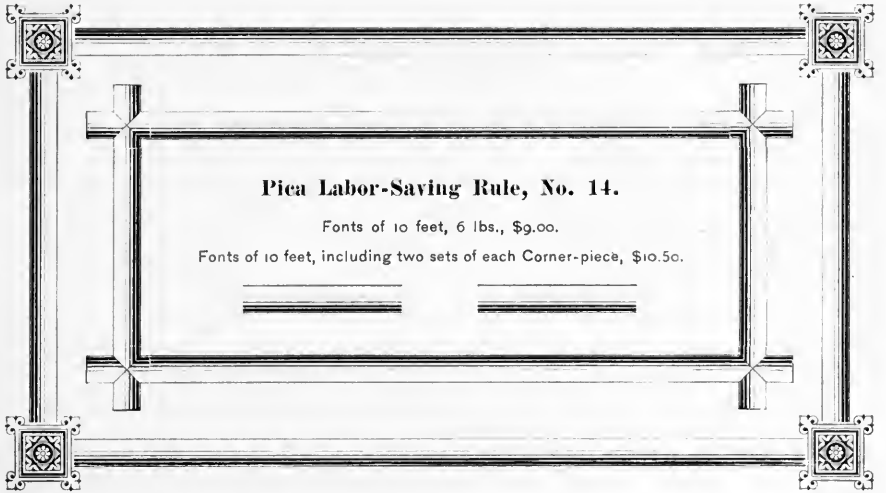 Pica Labor-Saving Rule, No. 14.
Fonts of 10 feet, 6 lbs., $9.00.
Fonts of 10 feet, including two sets of each Corner-piece, $10.50.